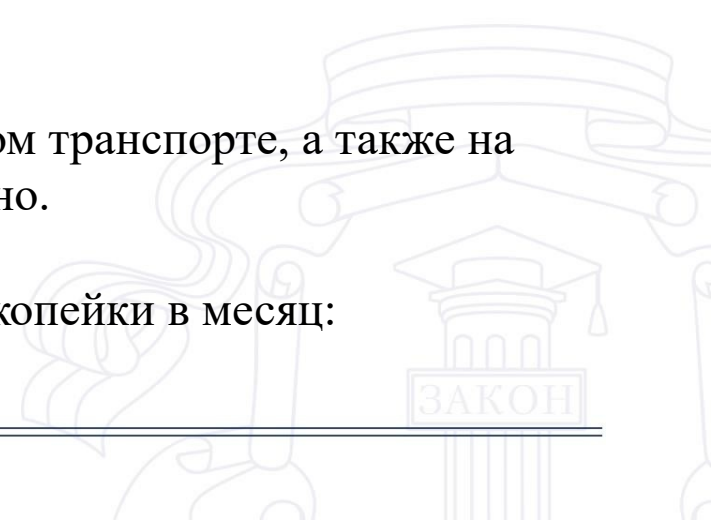 ом транспорте, а также на
но.
копейки в месяц:
ЗАКОН